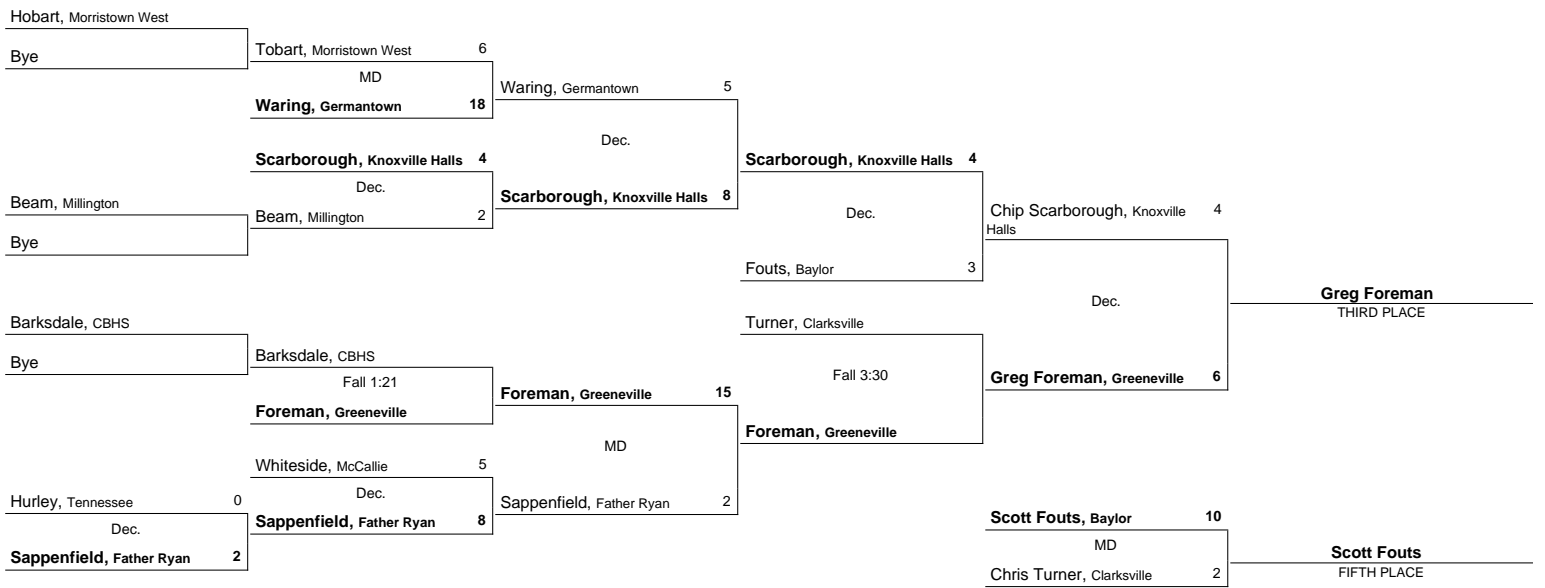 Hobart, Morristown West
Bye
Tobart, Morristown West 6
MD
Waring, Germantown 18
Waring, Germantown 5
Dec.
Scarborough, Knoxville Halls 4
Dec.
Beam, Millington 2
Scarborough, Knoxville Halls 8
Beam, Millington
Bye
Scarborough, Knoxville Halls 4
Dec.
Fouts, Baylor 3
Chip Scarborough, Knoxville Halls 4
Dec.
Greg Foreman
THIRD PLACE
Barksdale, CBHS
Bye
Barksdale, CBHS
Fall 1:21
Foreman, Greeneville
Foreman, Greeneville 15
MD
Turner, Clarksville
Fall 3:30
Foreman, Greeneville
Greg Foreman, Greeneville 6
Whiteside, McCallie 5
Dec.
Sappenfield, Father Ryan 8
Sappenfield, Father Ryan 2
Hurley, Tennessee 0
Dec.
Sappenfield, Father Ryan 2
Scott Fouts, Baylor 10
MD
Chris Turner, Clarksville 2
Scott Fouts
FIFTH PLACE